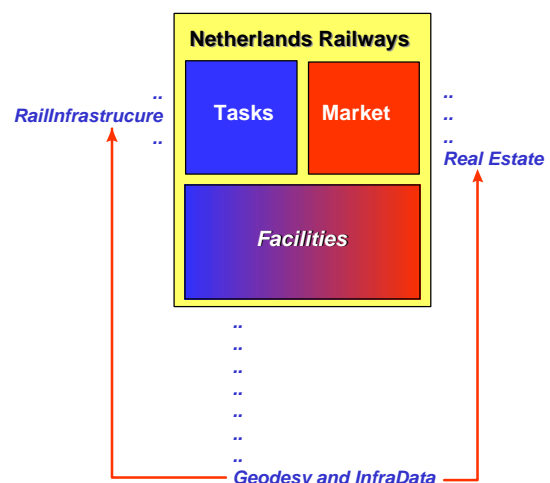 Netherlands Railways
Tasks
Market
..
RailInfrastrucure
..
..
..
..
Real Estate
Facilities
..
..
..
..
..
..
..
Geodesy and InfraData